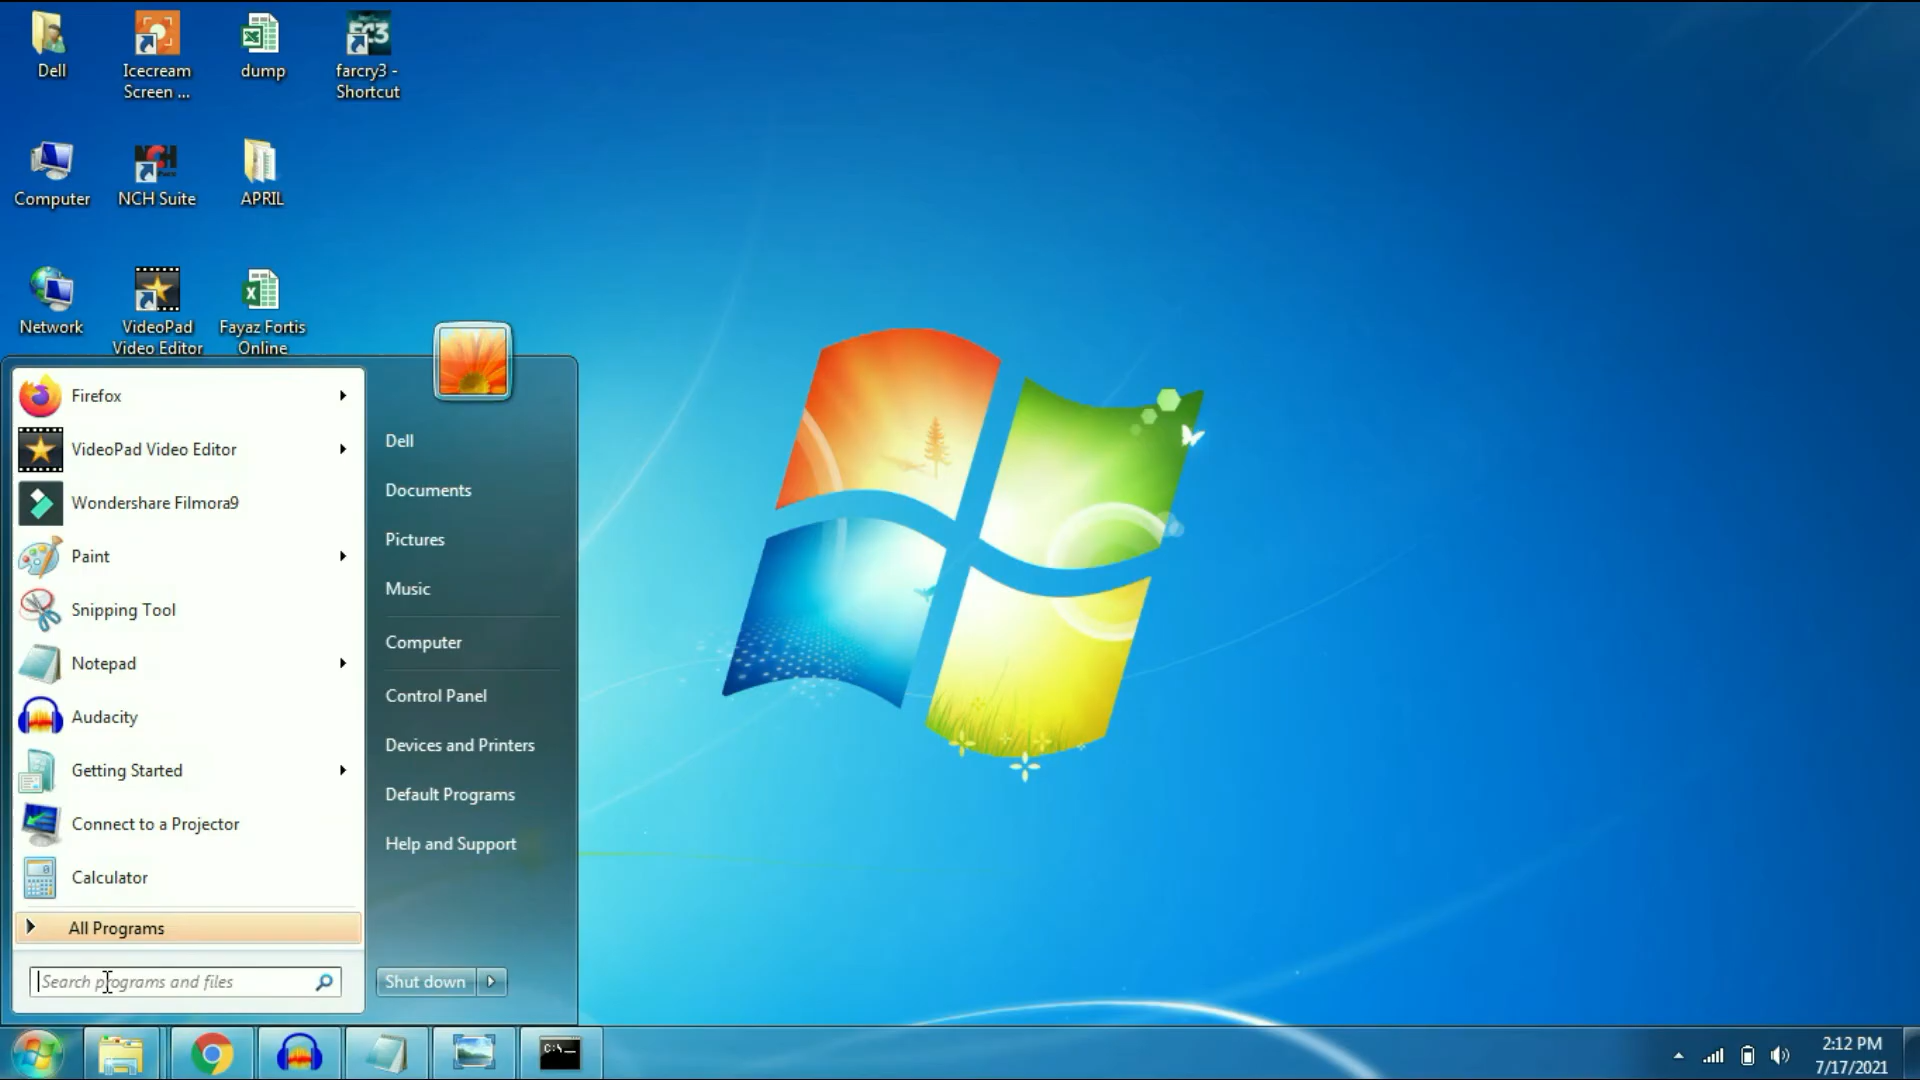 Dell
Icecream
Screen ...
dump
farcry3 -
Shortcut
Computer
NCH Suite
APRIL
Network
VideoPad
Video Editor
Fayaz Fortis
Online
Firefox
VideoPad Video Editor
Wondershare Filmora9
Paint
Snipping Tool
Notepad
Audacity
Getting Started
Connect to a Projector
Calculator
All Programs
Search programs and files
Dell
Documents
Pictures
Music
Computer
Control Panel
Devices and Printers
Default Programs
Help and Support
Shut down
2:12 PM
7/17/2021